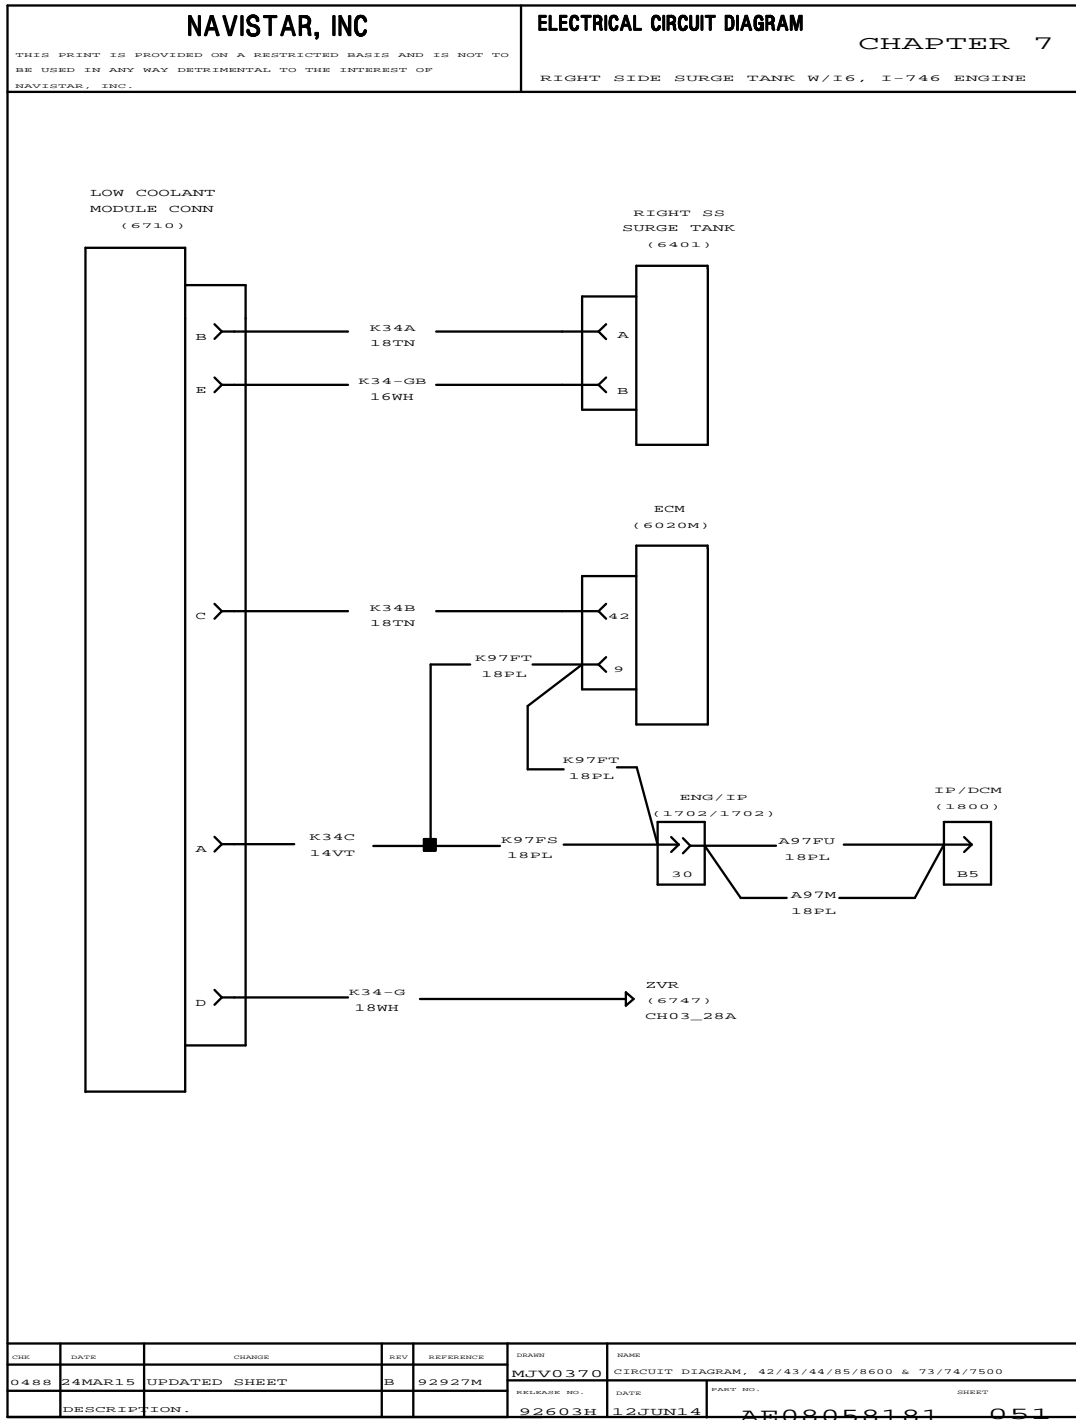 NAVISTAR, INC
THIS PRINT IS PROVIDED ON A RESTRICTED BASIS AND IS NOT TO
BE USED IN ANY WAY DETRIMENTAL TO THE INTEREST OF
NAVISTAR, INC.
ELECTRICAL CIRCUIT DIAGRAM
CHAPTER 7
RIGHT SIDE SURGE TANK W/I6, I-746 ENGINE
LOW COOLANT
MODULE CONN
(6710)
RIGHT SS
SURGE TANK
(6401)
B
K34A
18TN
A
E
K34-GB
16WH
B
ECM
(6020M)
C
K34B
18TN
42
K97FT
18PL
9
K97FT
18PL
ENG/IP
(1702/1702)
IP/DCM
(1800)
A
K34C
14VT
K97FS
18PL
30
A97FU
18PL
B5
A97M
18PL
D
K34-G
18WH
ZVR
(6747)
CH03_28A
CHK DATE CHANGE REV REFERENCE DRAWN NAME
0488 24MAR15 UPDATED SHEET B 92927M MJV0370 CIRCUIT DIAGRAM, 42/43/44/85/8600 & 73/74/7500
RELEASE NO. DATE PART NO. SHEET
DESCRIPTION. 92603H 12JUN14 AE08058181 051